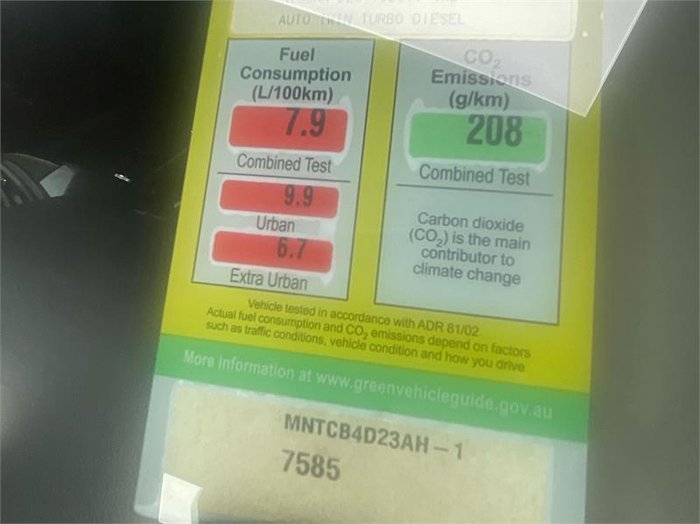 AUTO TWIN TURBO DIESEL
Fuel
Consumption
(L/100km)
7.9
Combined Test
9.9
Urban
6.7
Extra Urban
CO2
Emissions
(g/km)
208
Combined Test
Carbon dioxide
(CO2) is the main
contributor to
climate change
Vehicle tested in accordance with ADR 81/02
Actual fuel consumption and CO2 emissions depend on factors
such as traffic conditions, vehicle condition and how you drive
More information at www.greenvehicleguide.gov.au
MNTCB4D23AH – 1
7585